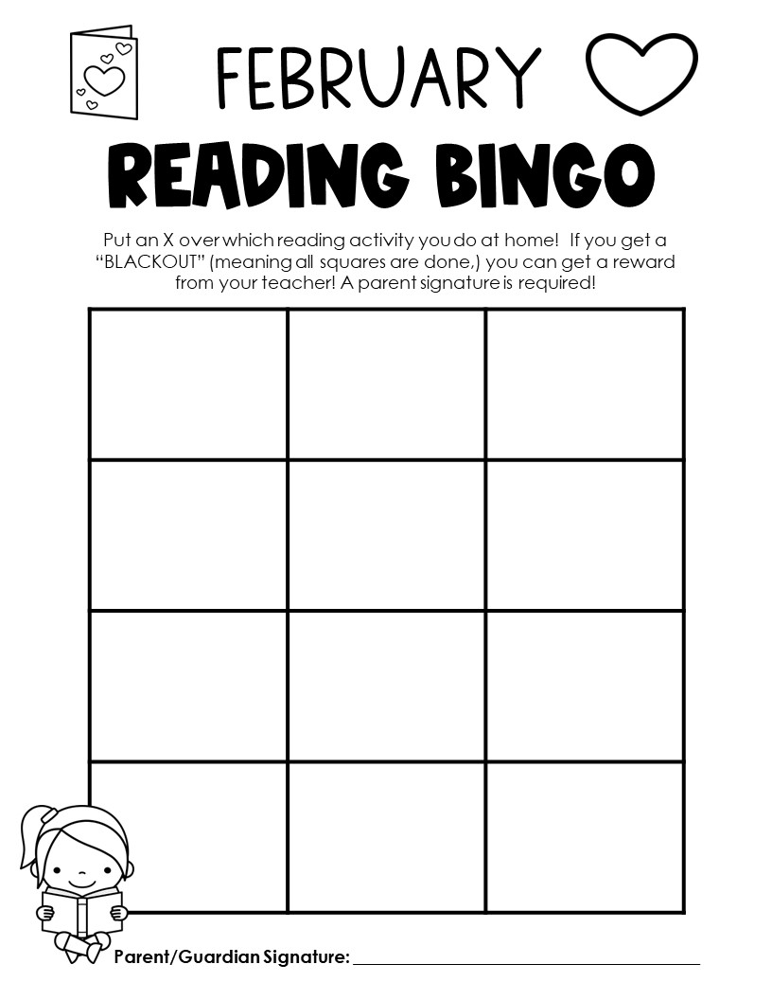 FEBRUARY
READING BINGO
Put an X over which reading activity you do at home! If you get a
“BLACKOUT” (meaning all squares are done,) you can get a reward
from your teacher! A parent signature is required!
Parent/Guardian Signature: ___________________________________